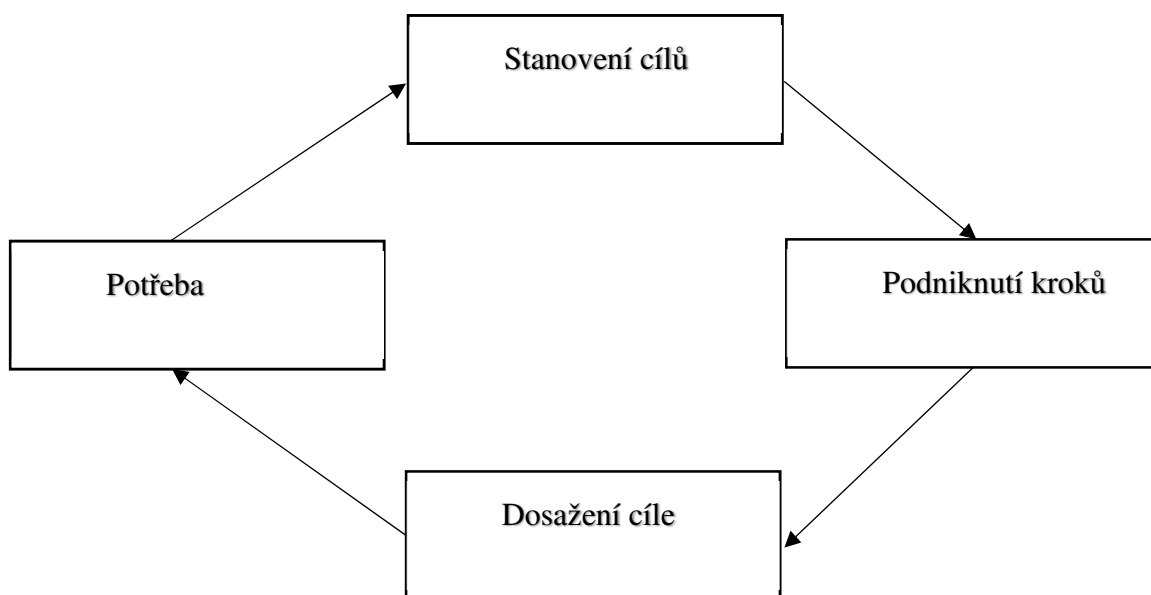 Stanovení cílů
Potřeba
Podniknutí kroků
Dosažení cíle